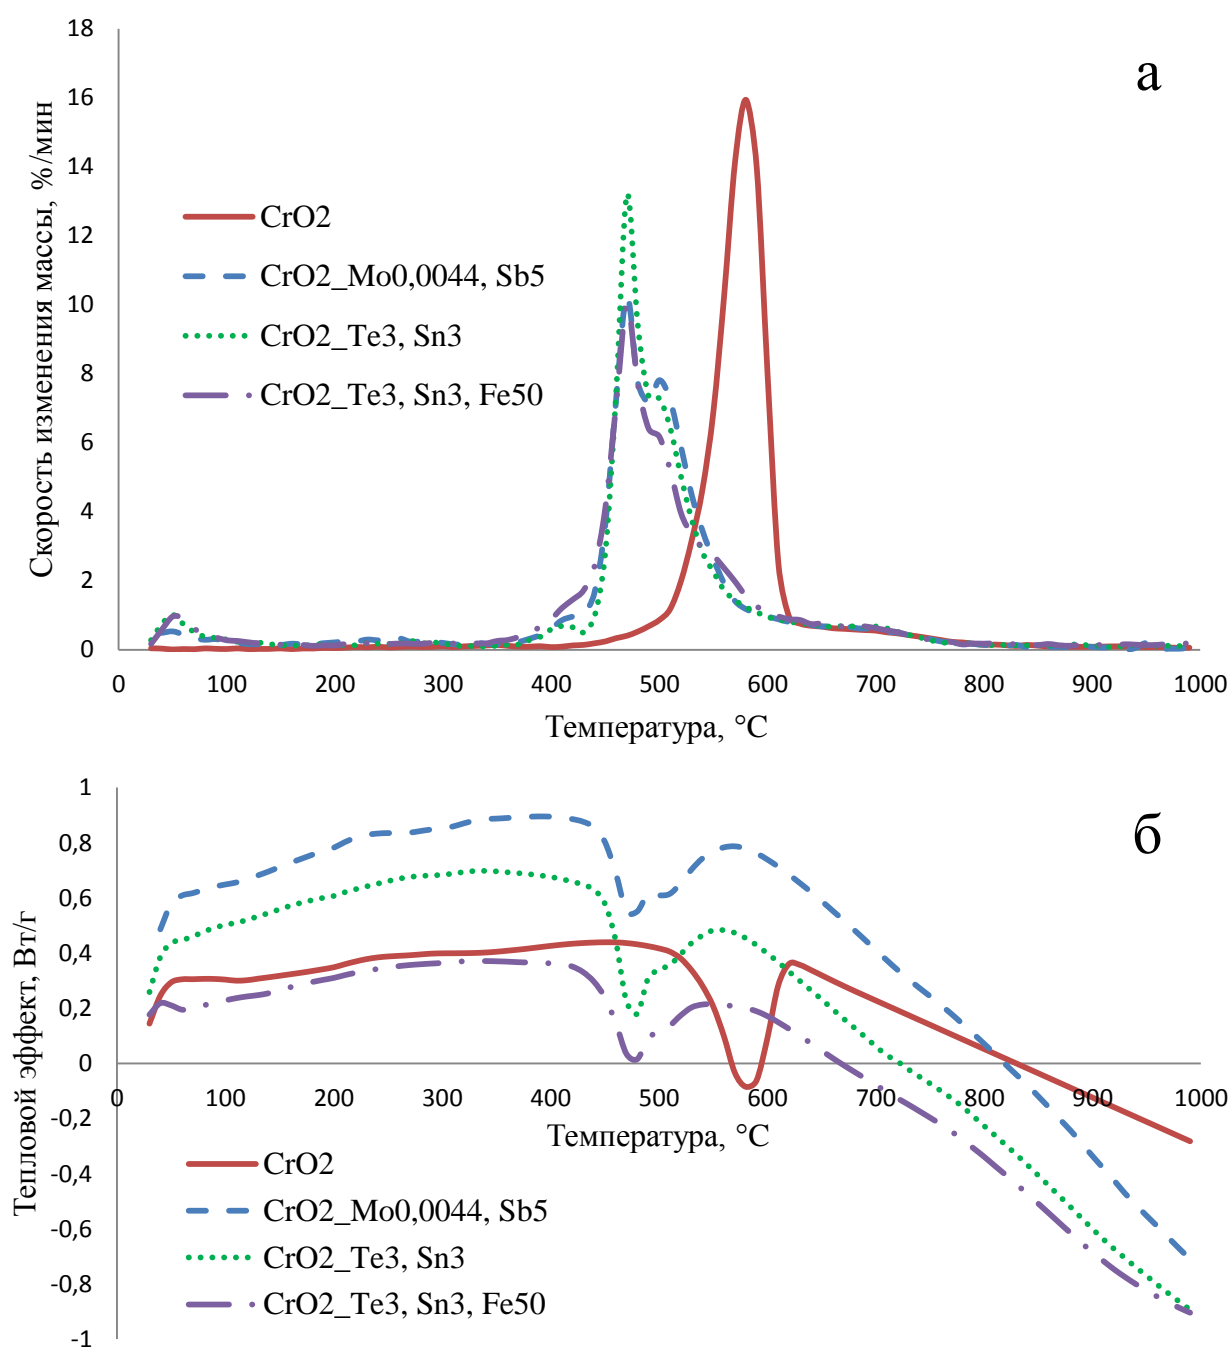 18
16
14
12
10
8
6
4
2
0
Скорость изменения массы, %/мин
а
CrO2
CrO2_Mo0,0044, Sb5
CrO2_Te3, Sn3
CrO2_Te3, Sn3, Fe50
0 100 200 300 400 500 600 700 800 900 1000
Температура, °C
1
0,8
0,6
0,4
0,2
0
-0,2
-0,4
-0,6
-0,8
-1
Тепловой эффект, Вт/г
б
0 100 200 300 400 500 600 700 800 900 1000
Температура, °C
CrO2
CrO2_Mo0,0044, Sb5
CrO2_Te3, Sn3
CrO2_Te3, Sn3, Fe50